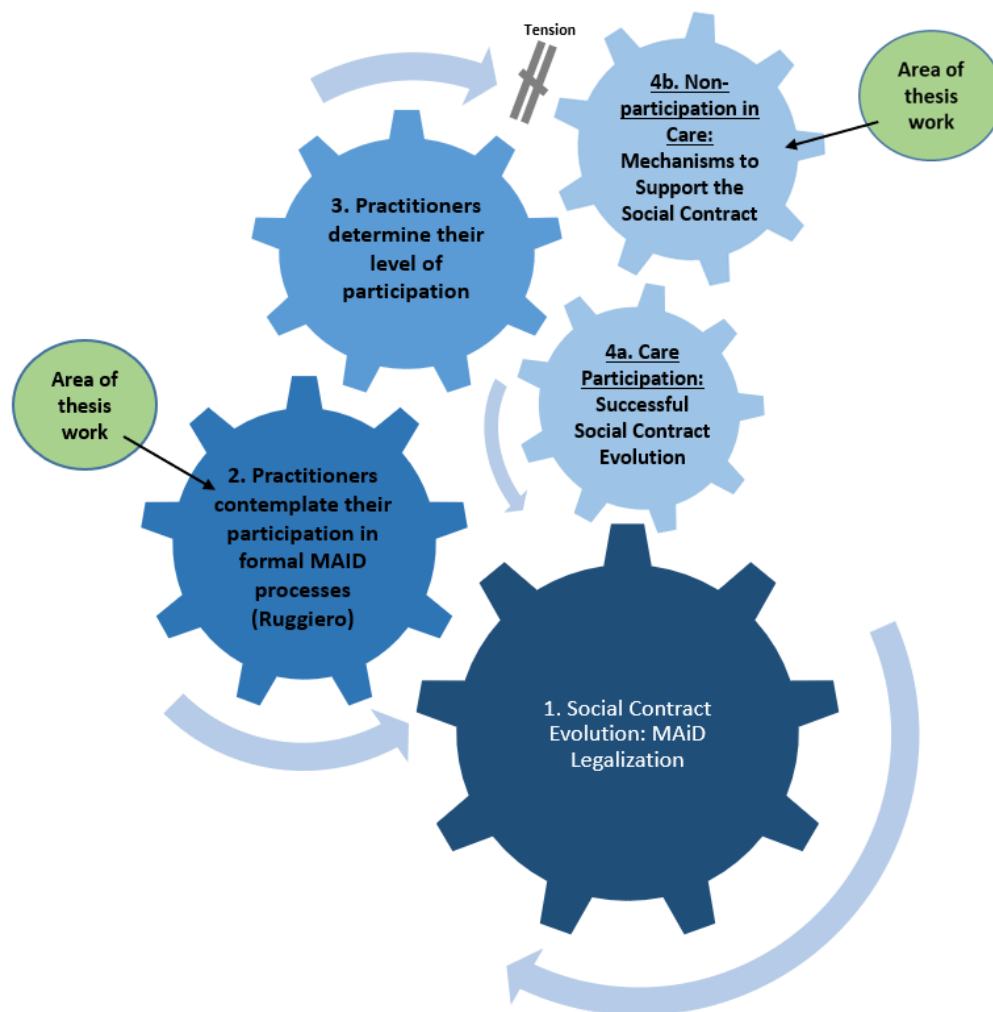 Tension
4b. Non-
participation in
Care:
Mechanisms to
Support the
Social Contract
Area of
thesis
work
3. Practitioners
determine their
level of
participation
4a. Care
Participation:
Successful
Social Contract
Evolution
Area of
thesis
work
2. Practitioners
contemplate their
participation in
formal MAID
processes
(Ruggiero)
1. Social Contract
Evolution: MAiD
Legalization